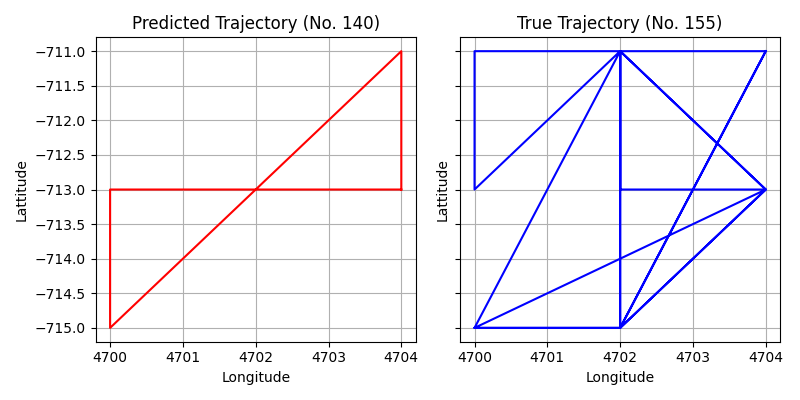 Predicted Trajectory (No. 140)
True Trajectory (No. 155)
−711.0
−711.5
−712.0
−712.5
−713.0
−713.5
−714.0
−714.5
−715.0
Lattitude
Lattitude
4700 4701 4702 4703 4704
4700 4701 4702 4703 4704
Longitude
Longitude